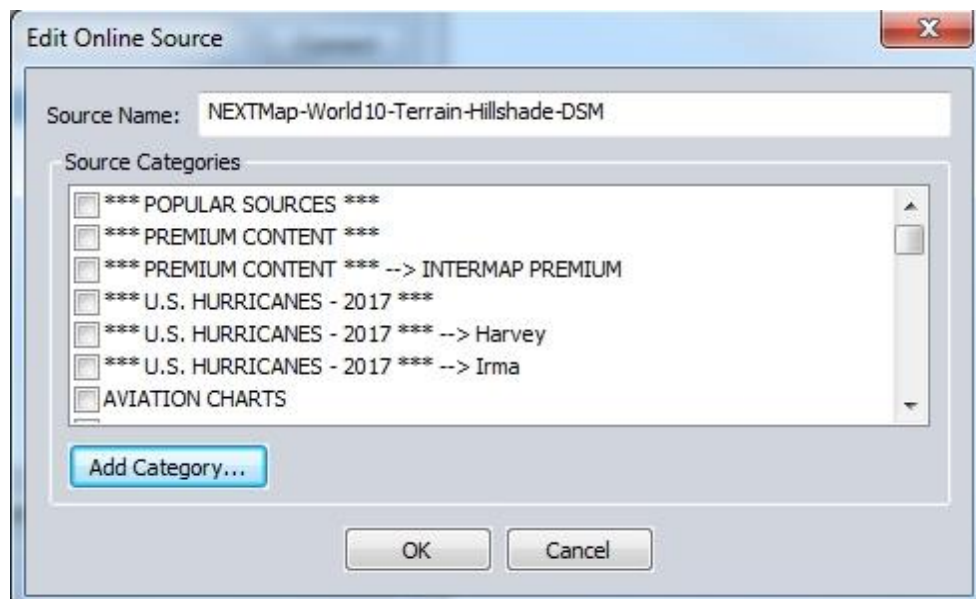 Edit Online Source
Source Name: NEXTMap-World10-Terrain-Hillshade-DSM
Source Categories
*** POPULAR SOURCES ***
*** PREMIUM CONTENT ***
*** PREMIUM CONTENT *** --> INTERMAP PREMIUM
*** U.S. HURRICANES - 2017 ***
*** U.S. HURRICANES - 2017 *** --> Harvey
*** U.S. HURRICANES - 2017 *** --> Irma
AVIATION CHARTS
Add Category...
OK Cancel